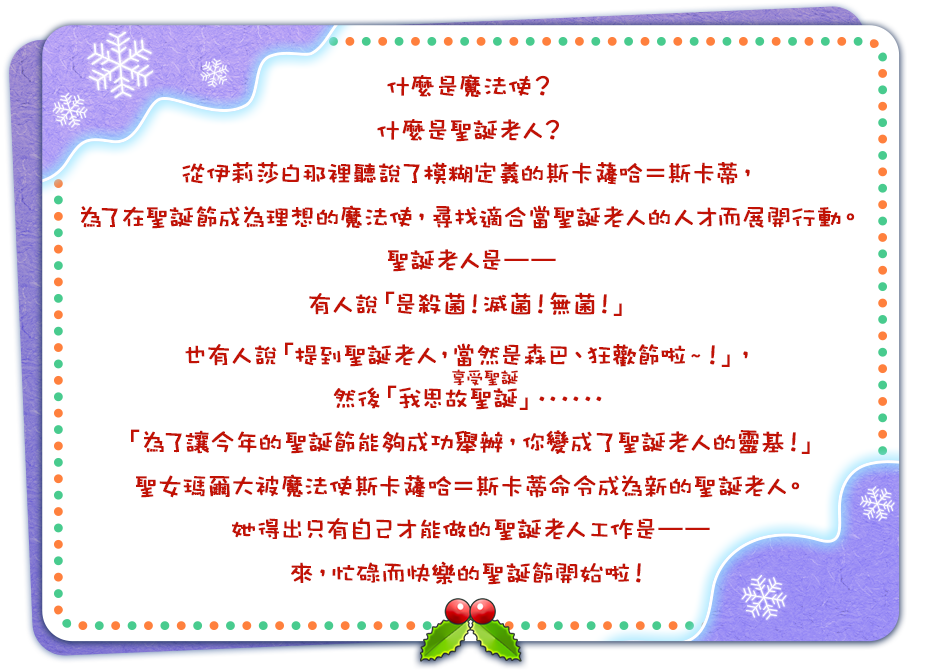 什麼是魔法使？
什麼是聖誕老人？
從伊莉莎白那裡聽說了模糊定義的斯卡薩哈＝斯卡蒂，
為了在聖誕節成為理想的魔法使，尋找適合當聖誕老人的人才而展開行動。
聖誕老人是——
有人說「是殺菌！滅菌！無菌！」
也有人說「提到聖誕老人，當然是森巴、狂歡節啦～！」，
享受聖誕
然後「我思故聖誕」‧‧‧‧‧‧
「為了讓今年的聖誕節能夠成功舉辦，你變成了聖誕老人的靈基！」
聖女瑪爾大被魔法使斯卡薩哈＝斯卡蒂命令成為新的聖誕老人。
她得出只有自己才能做的聖誕老人工作是——
來，忙碌而快樂的聖誕節開始啦！